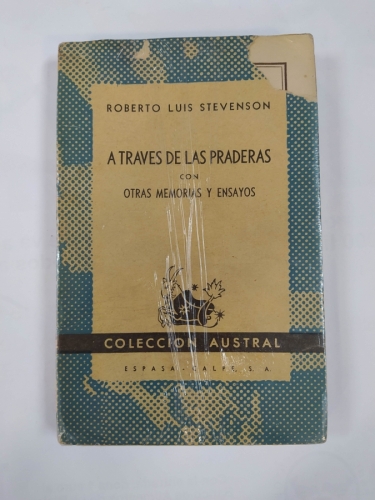 ROBERTO LUIS STEVENSON
A TRAVES DE LAS PRADERAS
CON
OTRAS MEMORIAS Y ENSAYOS
COLECCION AUSTRAL
ESPASA-CALPE, S. A.